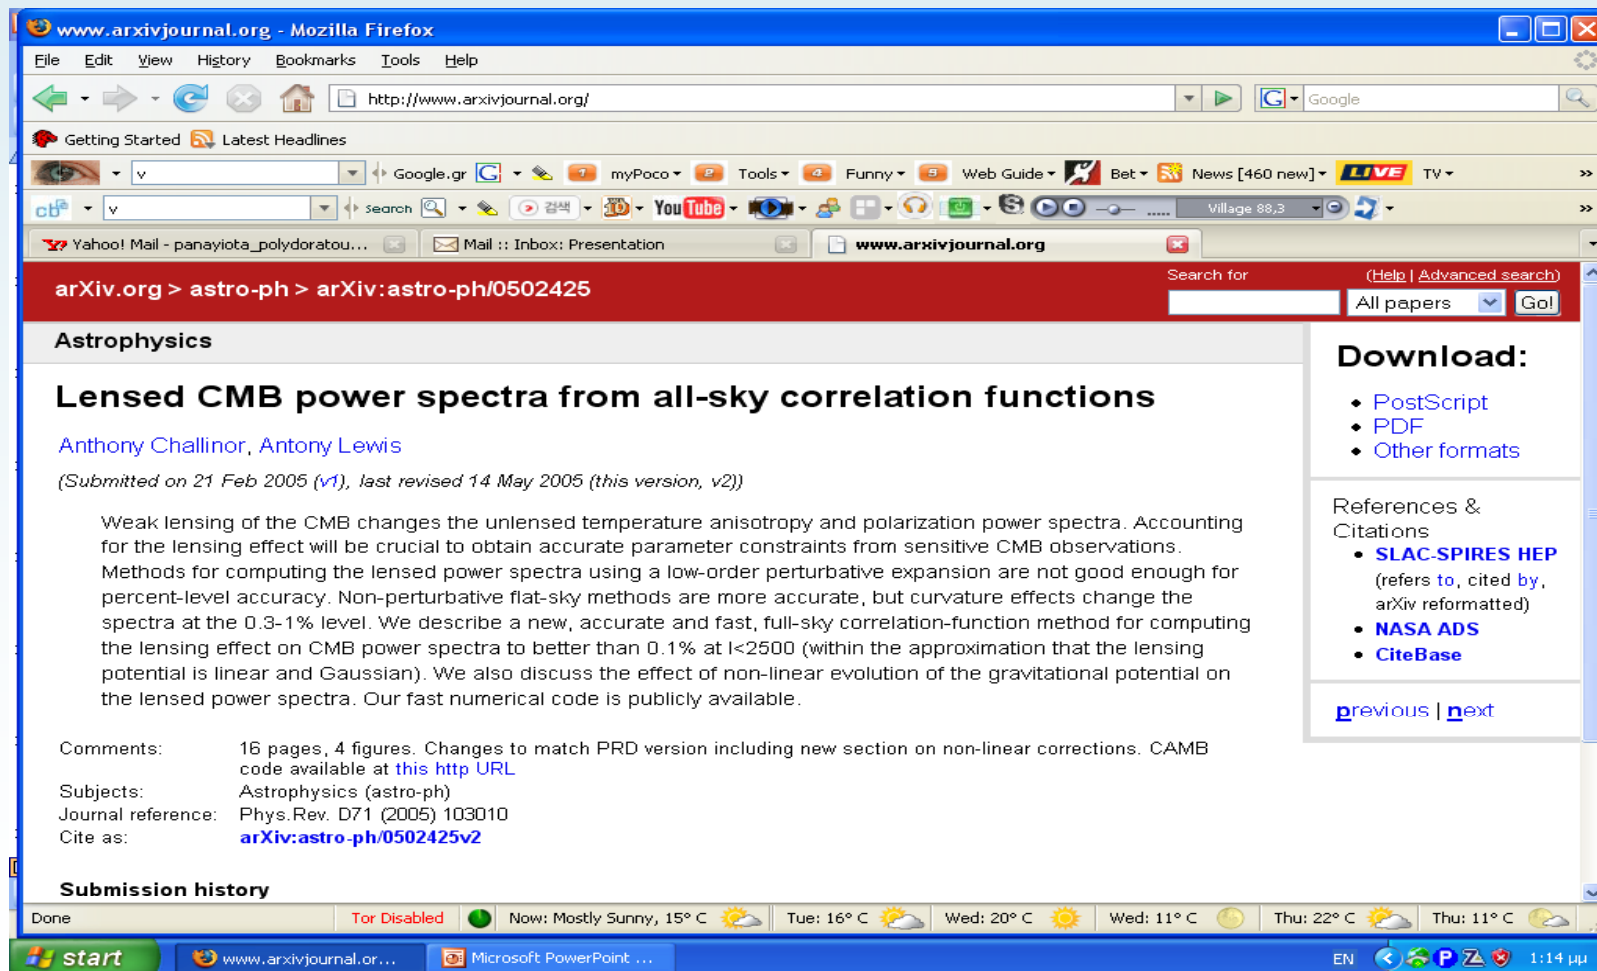 www.arxivjournal.org - Mozilla Firefox
File Edit View History Bookmarks Tools Help
http://www.arxivjournal.org/ Google
Getting Started Latest Headlines
v Google.gr myPoco Tools Funny Web Guide Bet News [460 new] LIVE TV
v search 검색 YouTube Village 88,3
Yahoo! Mail - panayiota_polydoratou... Mail :: Inbox: Presentation www.arxivjournal.org
arXiv.org > astro-ph > arXiv:astro-ph/0502425
Search for (Help | Advanced search)
All papers Go!
Astrophysics
Lensed CMB power spectra from all-sky correlation functions
Anthony Challinor, Antony Lewis
(Submitted on 21 Feb 2005 (v1), last revised 14 May 2005 (this version, v2))
Weak lensing of the CMB changes the unlensed temperature anisotropy and polarization power spectra. Accounting
for the lensing effect will be crucial to obtain accurate parameter constraints from sensitive CMB observations.
Methods for computing the lensed power spectra using a low-order perturbative expansion are not good enough for
percent-level accuracy. Non-perturbative flat-sky methods are more accurate, but curvature effects change the
spectra at the 0.3-1% level. We describe a new, accurate and fast, full-sky correlation-function method for computing
the lensing effect on CMB power spectra to better than 0.1% at l<2500 (within the approximation that the lensing
potential is linear and Gaussian). We also discuss the effect of non-linear evolution of the gravitational potential on
the lensed power spectra. Our fast numerical code is publicly available.
Comments: 16 pages, 4 figures. Changes to match PRD version including new section on non-linear corrections. CAMB
code available at this http URL
Subjects: Astrophysics (astro-ph)
Journal reference: Phys.Rev. D71 (2005) 103010
Cite as: arXiv:astro-ph/0502425v2
Submission history
Download:
PostScript
PDF
Other formats
References &
Citations
SLAC-SPIRES HEP
(refers to, cited by,
arXiv reformatted)
NASA ADS
CiteBase
previous | next
Done Tor Disabled Now: Mostly Sunny, 15° C Tue: 16° C Wed: 20° C Wed: 11° C Thu: 22° C Thu: 11° C
start www.arxivjournal.or... Microsoft PowerPoint ... EN 1:14 μμ